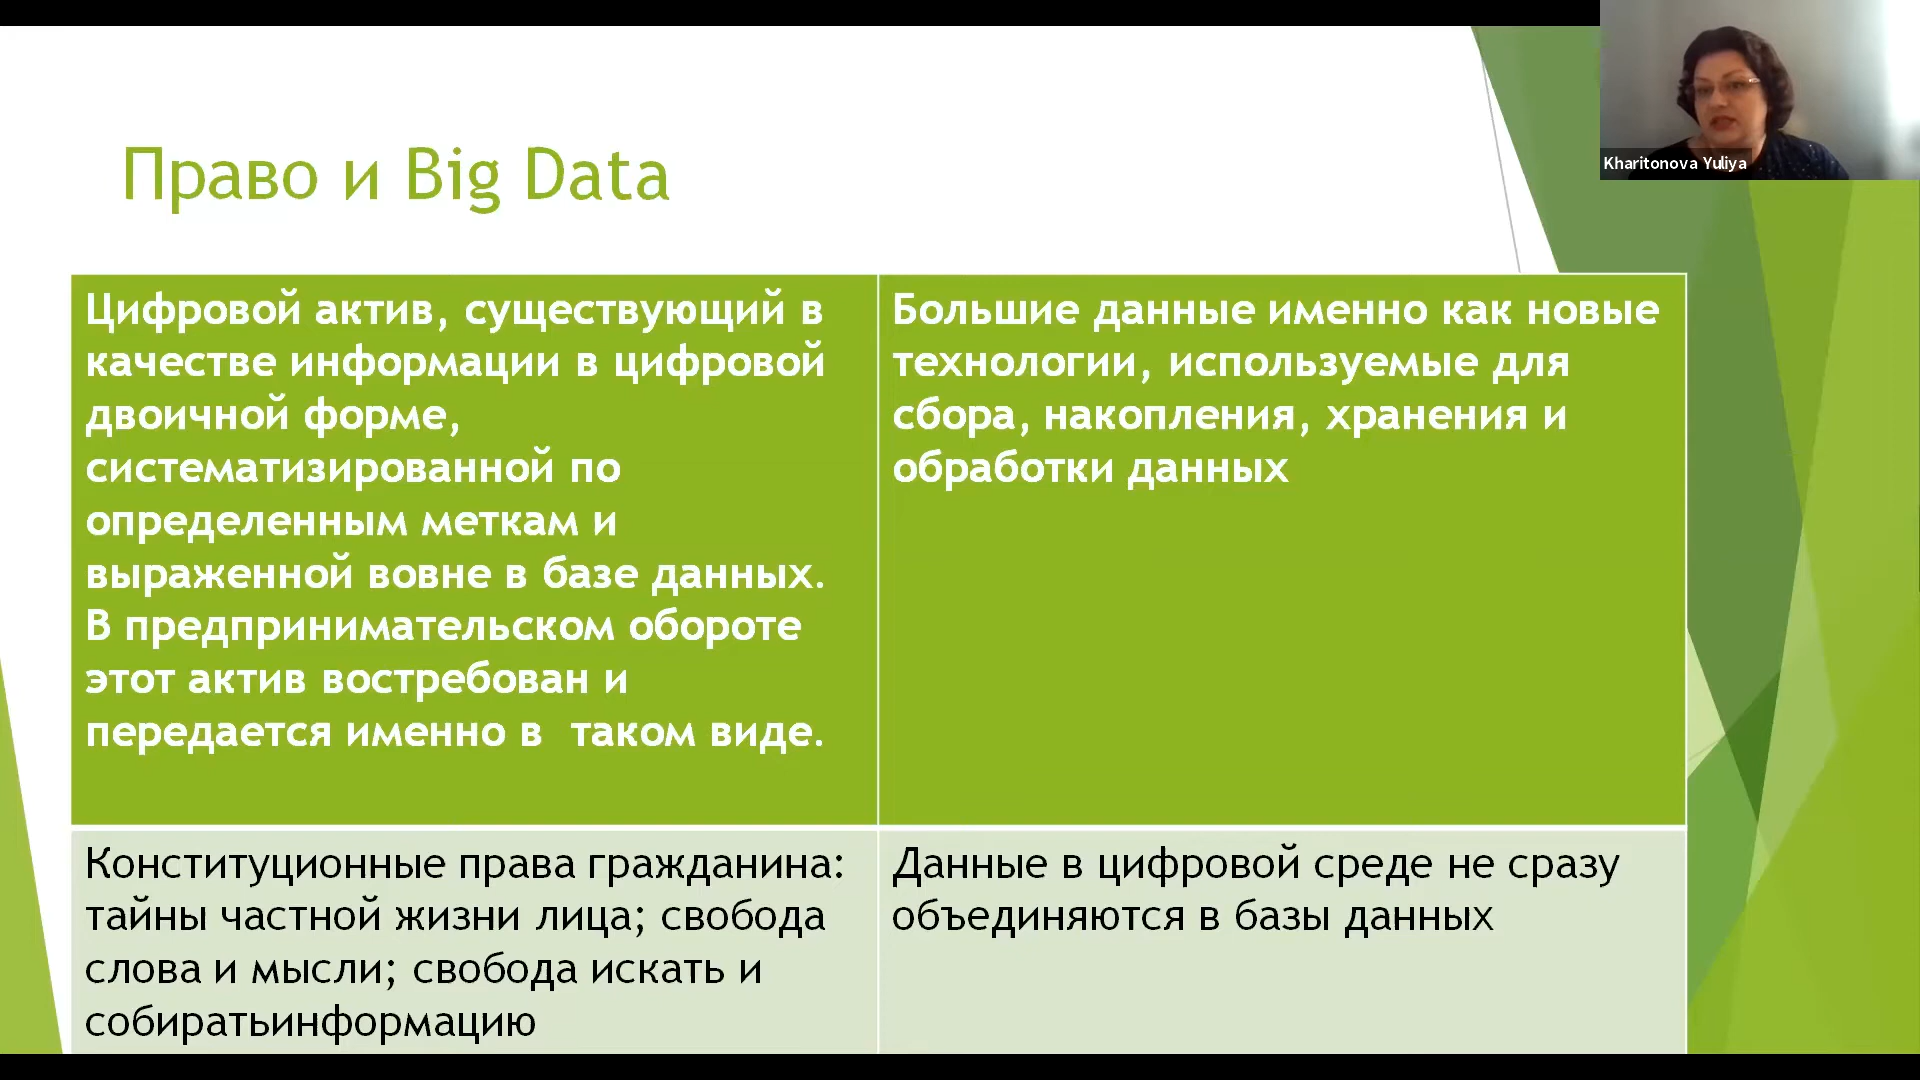 Kharitonova Yuliya
Право и Big Data
Цифровой актив, существующий в
качестве информации в цифровой
двоичной форме,
систематизированной по
определенным меткам и
выраженной вовне в базе данных.
В предпринимательском обороте
этот актив востребован и
передается именно в  таком виде.
Большие данные именно как новые
технологии, используемые для
сбора, накопления, хранения и
обработки данных
Конституционные права гражданина:
тайны частной жизни лица; свобода
слова и мысли; свобода искать и
собиратьинформацию
Данные в цифровой среде не сразу
объединяются в базы данных